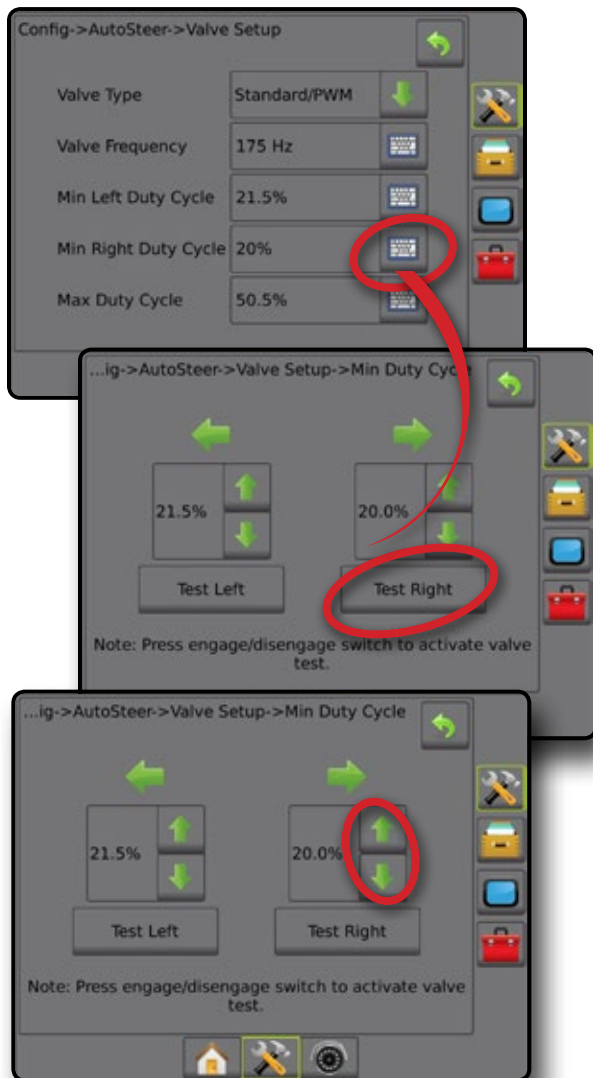 Config->AutoSteer->Valve Setup
Valve Type Standard/PWM
Valve Frequency 175 Hz
Min Left Duty Cycle 21.5%
Min Right Duty Cycle 20%
Max Duty Cycle 50.5%
...ig->AutoSteer->Valve Setup->Min Duty Cycle
21.5% 20.0%
Test Left Test Right
Note: Press engage/disengage switch to activate valve
test.
...ig->AutoSteer->Valve Setup->Min Duty Cycle
21.5% 20.0%
Test Left Test Right
Note: Press engage/disengage switch to activate valve
test.